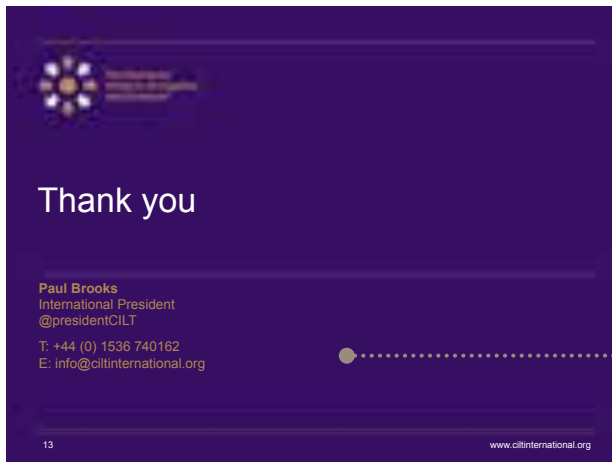 Thank you
Paul Brooks
International President
@presidentCILT
T: +44 (0) 1536 740162
E: info@ciltinternational.org
13
www.ciltinternational.org